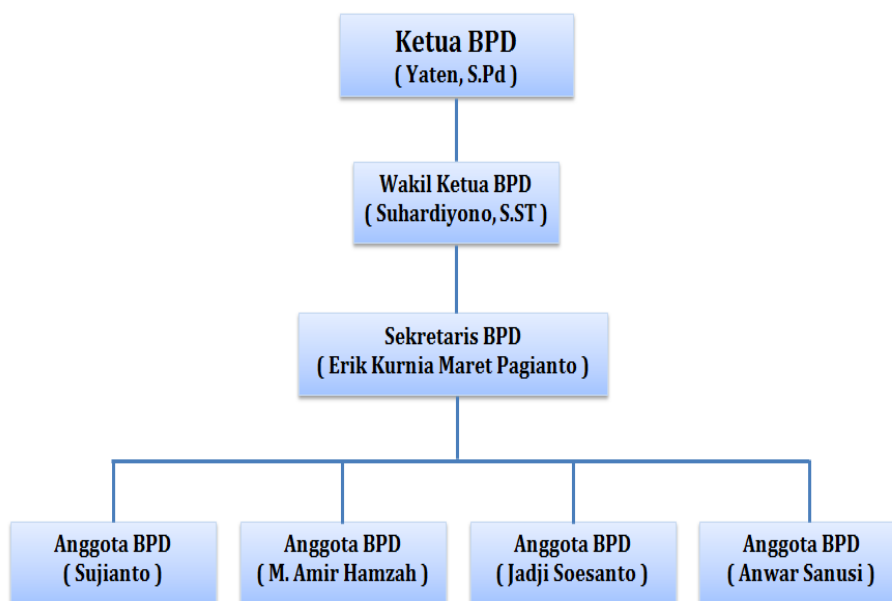 Ketua BPD
( Yaten, S.Pd )
Wakil Ketua BPD
( Suhardiyono, S.ST )
Sekretaris BPD
( Erik Kurnia Maret Pagianto )
Anggota BPD
( Sujianto )
Anggota BPD
( M. Amir Hamzah )
Anggota BPD
( Jadji Soesanto )
Anggota BPD
( Anwar Sanusi )